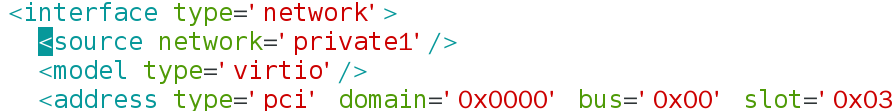 <interface type='network'>
<source network='private1'/>
<model type='virtio'/>
<address type='pci' domain='0x0000' bus='0x00' slot='0x03